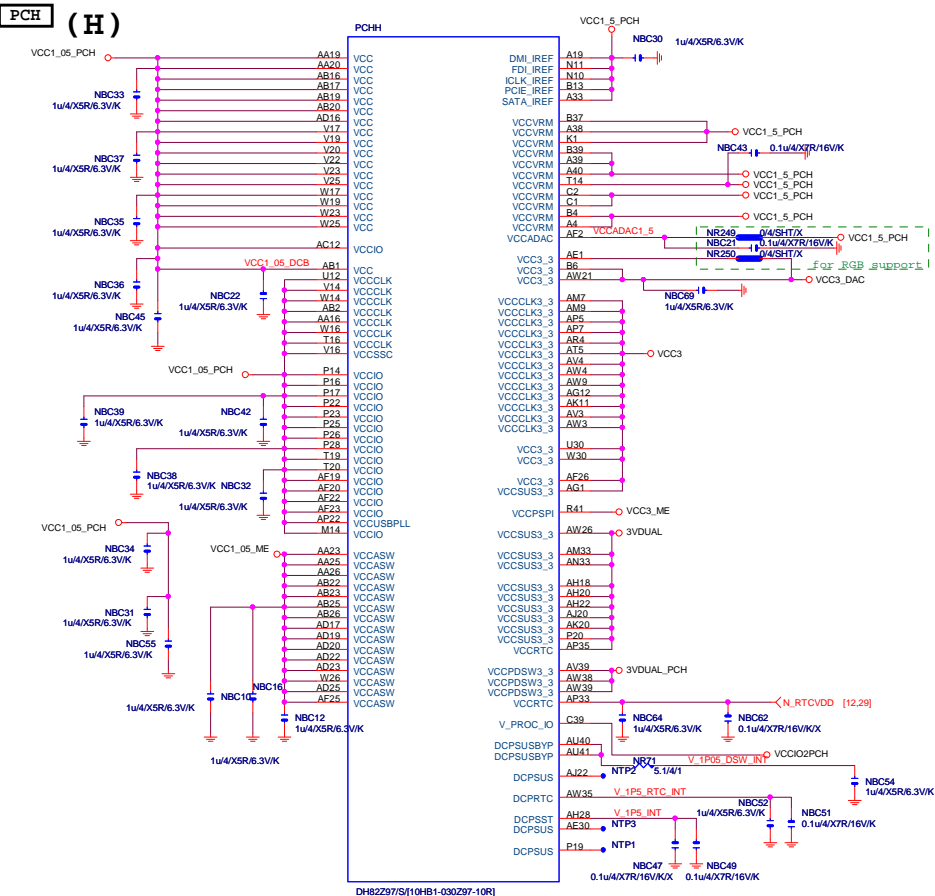 PCH (H)
PCHH
VCC1_05_PCH
NBC33
1u/4/X5R/6.3V/K
NBC37
1u/4/X5R/6.3V/K
NBC35
1u/4/X5R/6.3V/K
NBC36
1u/4/X5R/6.3V/K
NBC45
1u/4/X5R/6.3V/K
VCC1_05_DCB
NBC22
1u/4/X5R/6.3V/K
VCC1_05_PCH
NBC39
1u/4/X5R/6.3V/K
NBC42
1u/4/X5R/6.3V/K
NBC38
1u/4/X5R/6.3V/K
NBC32
1u/4/X5R/6.3V/K
VCC1_05_PCH
NBC34
1u/4/X5R/6.3V/K
NBC31
1u/4/X5R/6.3V/K
NBC55
1u/4/X5R/6.3V/K
VCC1_05_ME
NBC10
1u/4/X5R/6.3V/K
NBC16
1u/4/X5R/6.3V/K
NBC12
1u/4/X5R/6.3V/K
AA19 VCC
AA20 VCC
AB16 VCC
AB17 VCC
AB19 VCC
AB20 VCC
AD16 VCC
V17 VCC
V19 VCC
V20 VCC
V22 VCC
V23 VCC
V25 VCC
W17 VCC
W19 VCC
W23 VCC
W25 VCC
AC12 VCCIO
AB1 VCC
U12 VCCCLK
V14 VCCCLK
W14 VCCCLK
AB2 VCCCLK
AA16 VCCCLK
W16 VCCCLK
T16 VCCCLK
V16 VCCSSC
P14 VCCIO
P16 VCCIO
P17 VCCIO
P22 VCCIO
P23 VCCIO
P25 VCCIO
P26 VCCIO
P28 VCCIO
T19 VCCIO
T20 VCCIO
AF19 VCCIO
AF20 VCCIO
AF22 VCCIO
AF23 VCCIO
AP22 VCCUSBPLL
M14 VCCIO
AA23 VCCASW
AA25 VCCASW
AA26 VCCASW
AB22 VCCASW
AB23 VCCASW
AB25 VCCASW
AB26 VCCASW
AD17 VCCASW
AD19 VCCASW
AD20 VCCASW
AD22 VCCASW
AD23 VCCASW
W26 VCCASW
AD25 VCCASW
AF25 VCCASW
DMI_IREF A19
FDI_IREF N11
ICLK_IREF N10
PCIE_IREF B13
SATA_IREF A33
VCCVRM B37
VCCVRM A38
VCCVRM K1
VCCVRM B39
VCCVRM A39
VCCVRM A40
VCCVRM T14
VCCVRM C2
VCCVRM C1
VCCVRM B4
VCCVRM A4
VCCADAC AF2
VCC3_3 AE1
VCC3_3 B6
VCC3_3 AW21
VCCCLK3_3 AM7
VCCCLK3_3 AM9
VCCCLK3_3 AP5
VCCCLK3_3 AP7
VCCCLK3_3 AR4
VCCCLK3_3 AT5
VCCCLK3_3 AV4
VCCCLK3_3 AW4
VCCCLK3_3 AW9
VCCCLK3_3 AG12
VCCCLK3_3 AK11
VCCCLK3_3 AV3
VCCCLK3_3 AW3
VCC3_3 U30
VCC3_3 W30
VCC3_3 AF26
VCCSUS3_3 AG1
VCCPSPI R41
VCCSUS3_3 AW26
VCCSUS3_3 AM33
VCCSUS3_3 AN33
VCCSUS3_3 AH18
VCCSUS3_3 AH20
VCCSUS3_3 AH22
VCCSUS3_3 AJ20
VCCSUS3_3 AK20
VCCSUS3_3 P20
VCCRTC AP35
VCCPDSW3_3 AV39
VCCPDSW3_3 AW38
VCCPDSW3_3 AW39
VCCRTC AP33
V_PROC_IO C39
DCPSUSBYP AU40
DCPSUSBYP AU41
DCPSUS AJ22
DCPRTC AW35
DCPSST AH28
DCPSUS AE30
DCPSUS P19
VCC1_5_PCH
NBC30
1u/4/X5R/6.3V/K
VCC1_5_PCH
NBC43 0.1u/4/X7R/16V/K
VCC1_5_PCH
VCC1_5_PCH
VCC1_5_PCH
VCC1_5_PCH
VCCADAC1_5
NR249 0/4/SHT/X
VCC1_5_PCH
NBC21 0.1u/4/X7R/16V/K
NR250 0/4/SHT/X
for RGB support
VCC3_DAC
NBC69
1u/4/X5R/6.3V/K
VCC3
VCC3_ME
3VDUAL
3VDUAL_PCH
N_RTCVDD [12,29]
NBC64
1u/4/X5R/6.3V/K
NBC62
0.1u/4/X7R/16V/K/X
VCCIO2PCH
NR71 V_1P05_DSW_INT
5.1/4/1
NTP2
NBC54
1u/4/X5R/6.3V/K
V_1P5_RTC_INT
NBC52
1u/4/X5R/6.3V/K
NBC51
0.1u/4/X7R/16V/K
V_1P5_INT
NTP3
NTP1
NBC47
0.1u/4/X7R/16V/K/X
NBC49
0.1u/4/X7R/16V/K
DH82Z97/S/[10HB1-030Z97-10R]